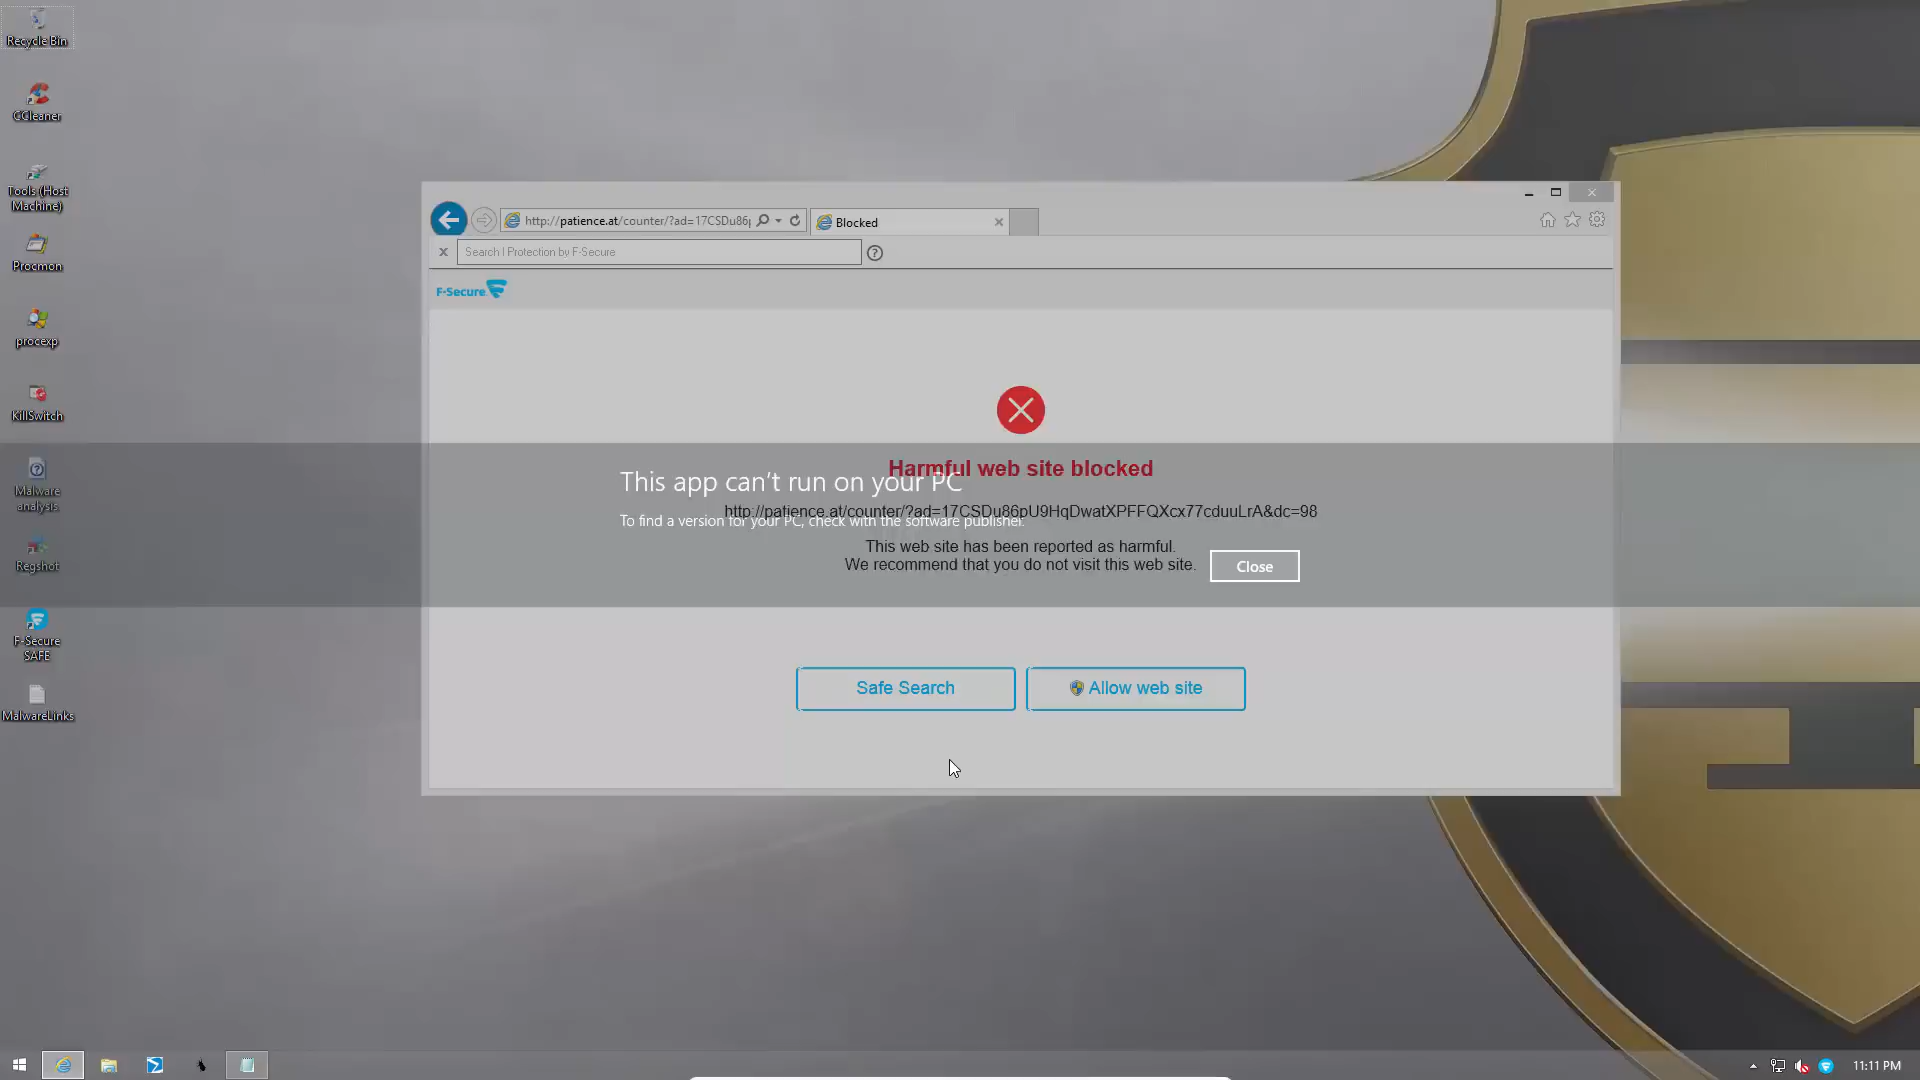 Recycle Bin
CCleaner
Tools (Host
Machine)
Procmon
procexp
KillSwitch
Malware
analysis
Regshot
F-Secure
SAFE
MalwareLinks
http://patience.at/counter/?ad=17CSDu86p
Blocked
Search | Protection by F-Secure
F-Secure
Harmful web site blocked
This app can't run on your PC
http://patience.at/counter/?ad=17CSDu86pU9HqDwatXPFFQXcx77cduuLrA&dc=98
To find a version for your PC, check with the software publisher.
This web site has been reported as harmful.
We recommend that you do not visit this web site.
Close
Safe Search
Allow web site
11:11 PM